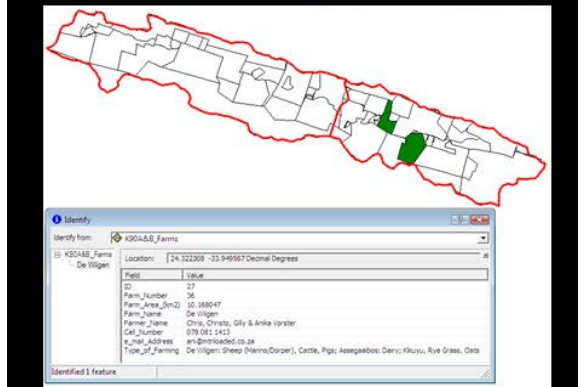 Identify
Identify from: K90A&B_Farms
K90A&B_Farms
De Wilgen
Location: 24.322308 -33.949567 Decimal Degrees
Field Value
ID 27
Farm_Number 36
Farm_Area_(km2) 10.168047
Farm_Name De Wilgen
Farmer_Name Chris, Christo, Gilly & Anika Vorster
Cel_Number 078 081 1413
e_mail_Address ani@mtnloaded.co.za
Type_of_Farming De Wilgen: Sheep (Marino/Dorper), Cattle, Pigs; Assegaaibos: Dairy; Kikuyu, Rye Grass, Oats
Identified 1 feature